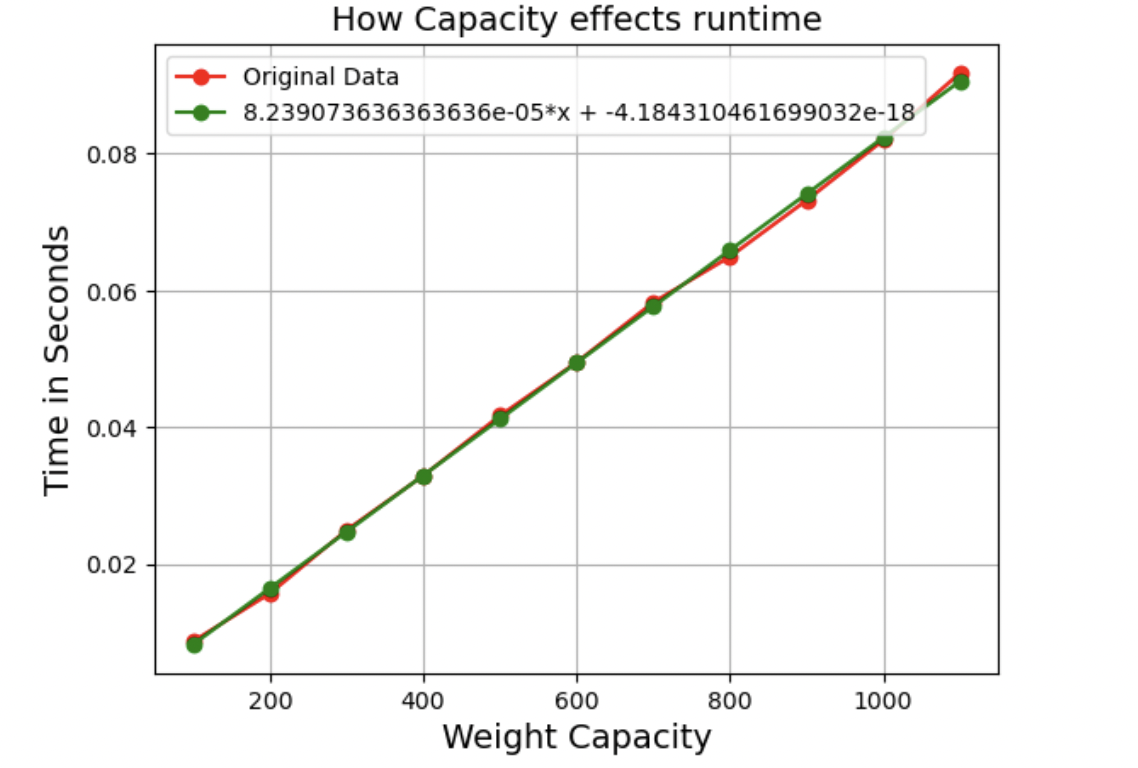 How Capacity effects runtime
Original Data
8.239073636363636e-05*x + -4.184310461699032e-18
0.08
0.06
0.04
0.02
Time in Seconds
200 400 600 800 1000
Weight Capacity